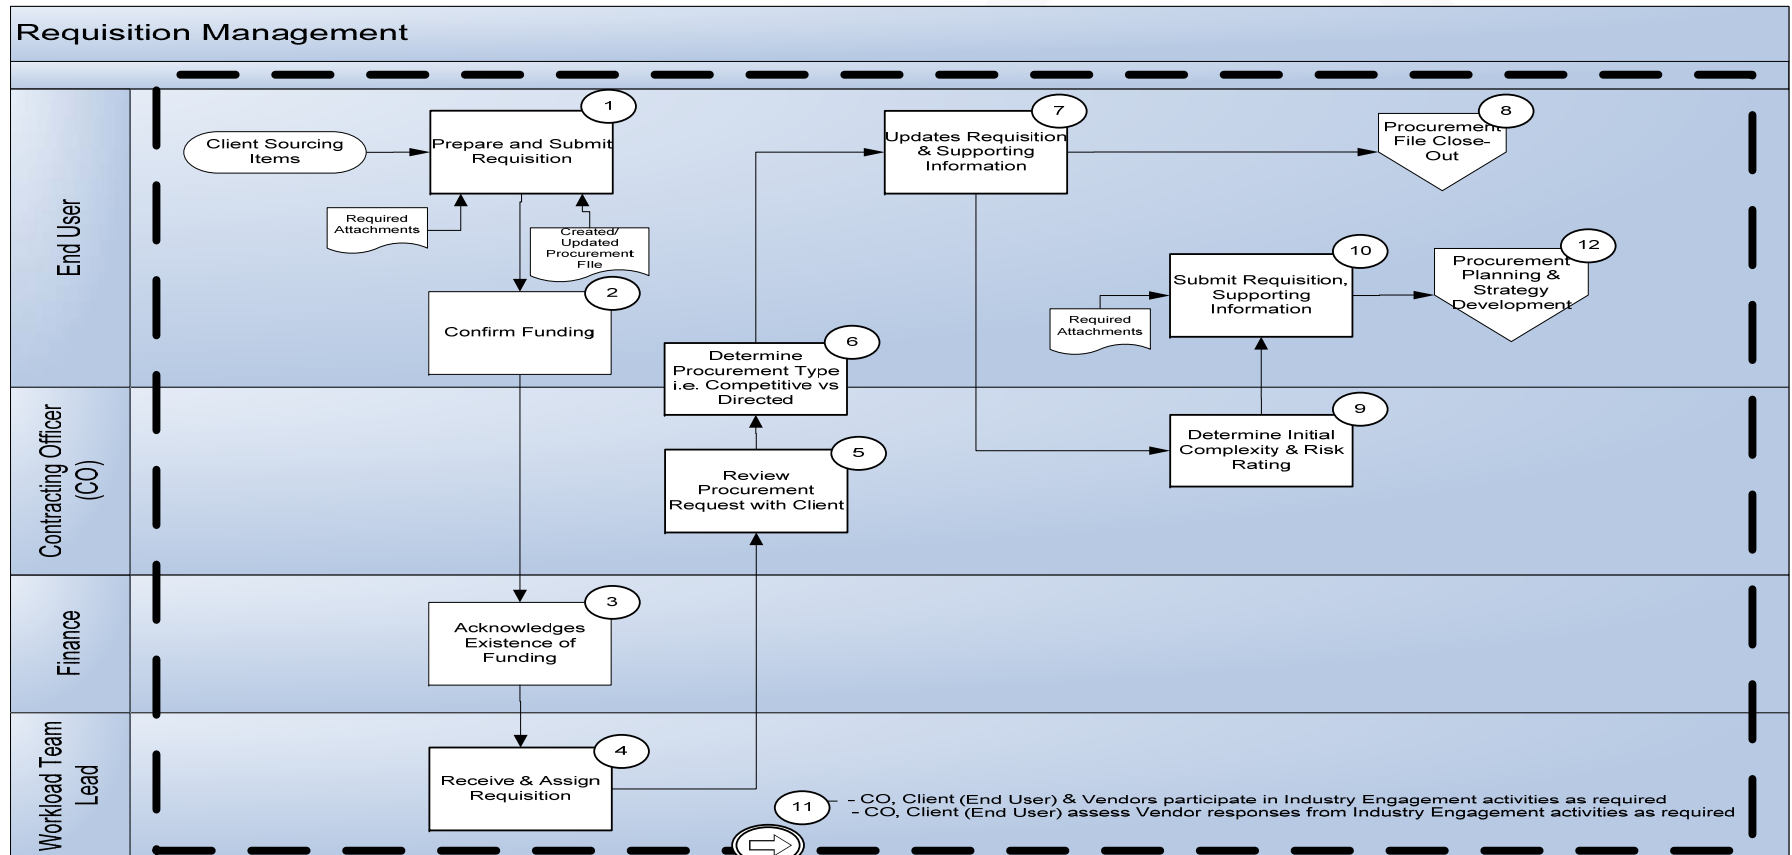 Requisition Management
End User
Client Sourcing
Items
1
Prepare and Submit
Requisition
Required
Attachments
Created/
Updated
Procurement
FIle
2
Confirm Funding
6
Determine
Procurement Type
i.e. Competitive vs
Directed
7
Updates Requisition
& Supporting
Information
8
Procurement
File Close-
Out
10
Submit Requisition,
Supporting
Information
Required
Attachments
12
Procurement
Planning &
Strategy
Development
Contracting Officer
(CO)
5
Review
Procurement
Request with Client
9
Determine Initial
Complexity & Risk
Rating
Finance
3
Acknowledges
Existence of
Funding
Workload Team
Lead
4
Receive & Assign
Requisition
11
- CO, Client (End User) & Vendors participate in Industry Engagement activities as required
- CO, Client (End User) assess Vendor responses from Industry Engagement activities as required